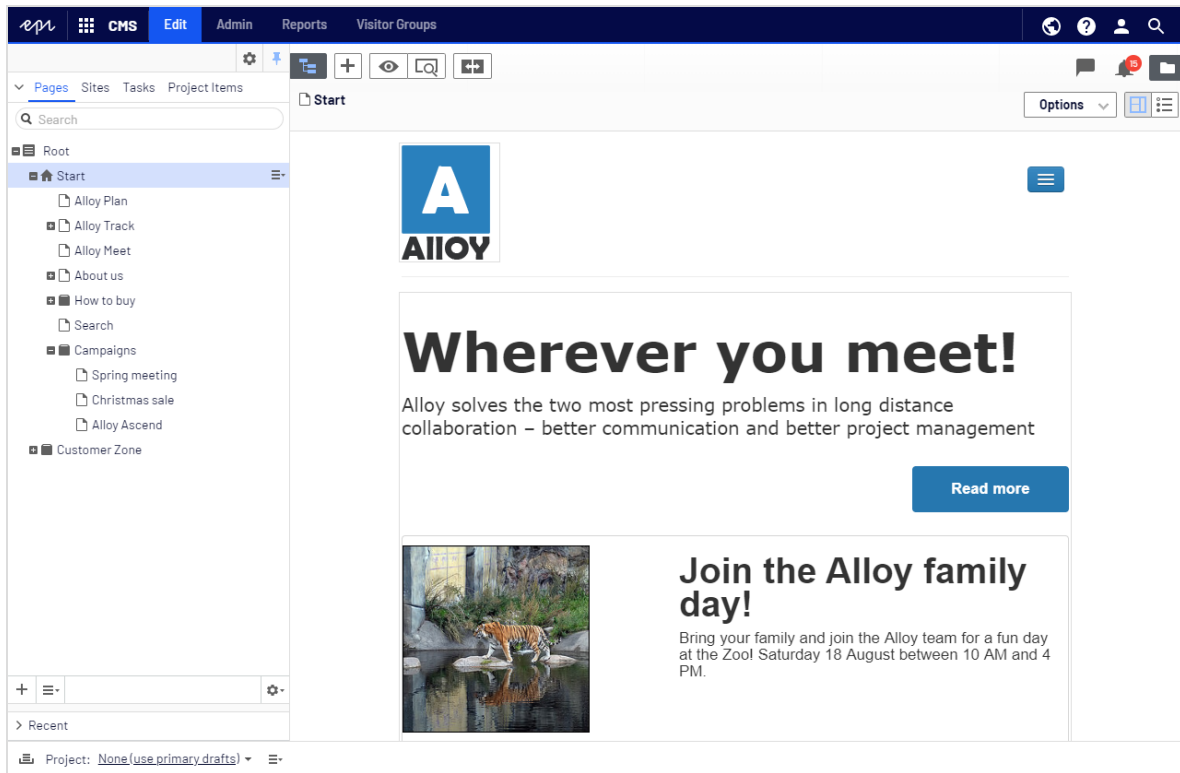 epi CMS Edit Admin Reports Visitor Groups
15
Pages Sites Tasks Project Items
Start
Options
Search
Root
Start
Alloy Plan
Alloy Track
Alloy Meet
About us
How to buy
Search
Campaigns
Spring meeting
Christmas sale
Alloy Ascend
Customer Zone
A
Alloy
Wherever you meet!
Alloy solves the two most pressing problems in long distance
collaboration – better communication and better project management
Read more
Join the Alloy family
day!
Bring your family and join the Alloy team for a fun day
at the Zoo! Saturday 18 August between 10 AM and 4
PM.
Recent
Project: None (use primary drafts)